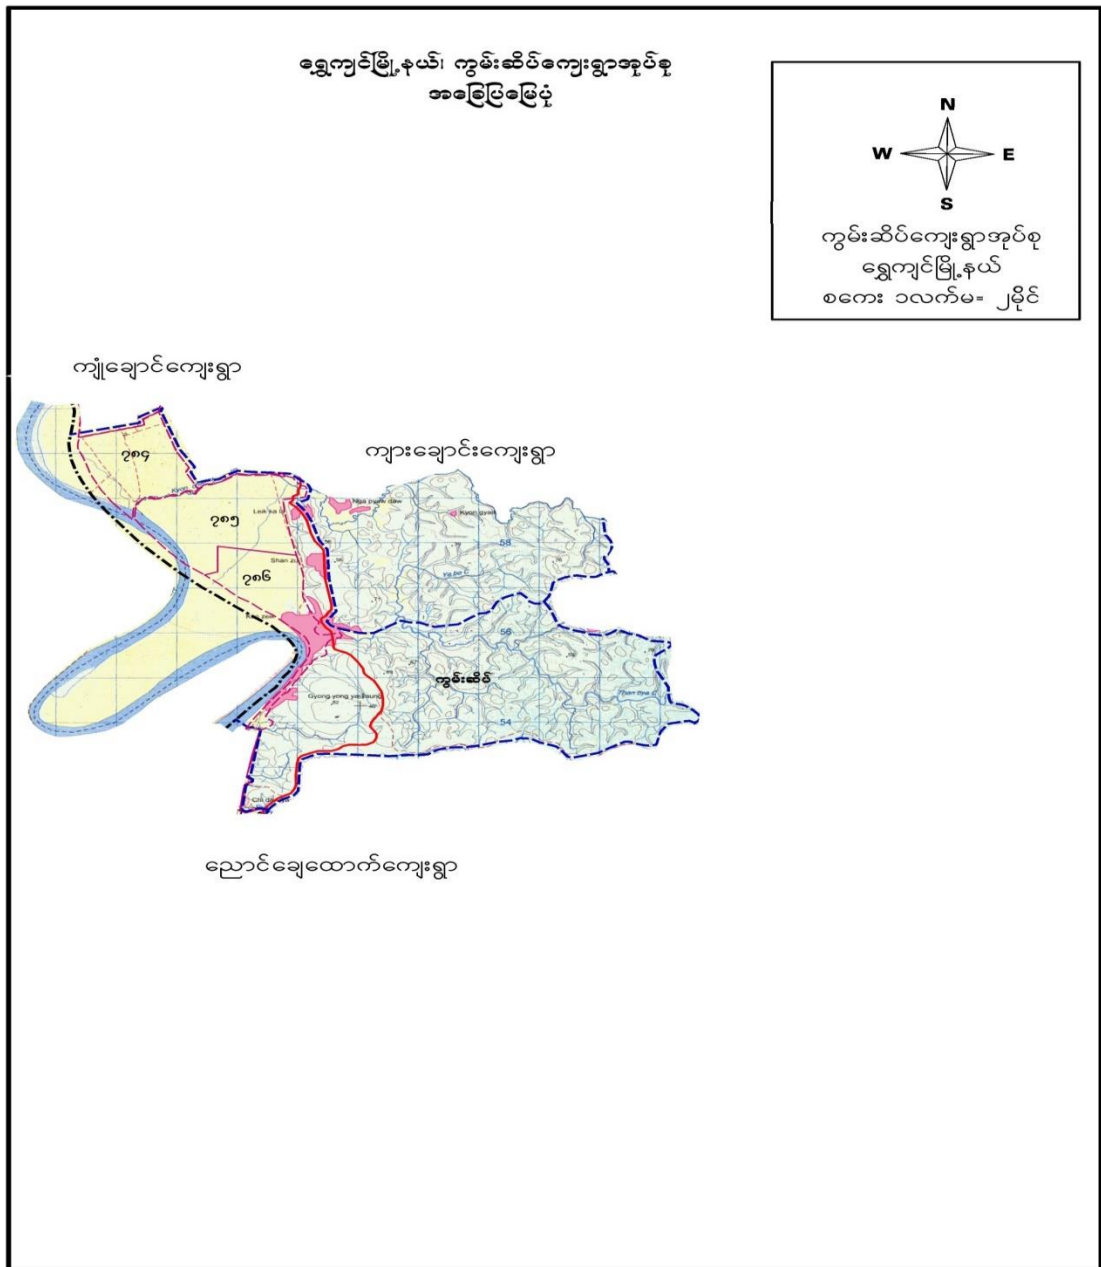 ရွှေကျင်မြို့နယ်၊ ကွမ်းဆိပ်ကျေးရွာအုပ်စု
အခြေပြမြေပုံ
N
W E
S
ကွမ်းဆိပ်ကျေးရွာအုပ်စု
ရွှေကျင်မြို့နယ်
စကေး ၁လက်မ= ၂မိုင်
ကျုံချောင်ကျေးရွာ
ကျားချောင်းကျေးရွာ
၇၈၄
၇၈၅
58
၇၈၆
56
ကွမ်းဆိပ်
54
ညောင်ချေထောက်ကျေးရွာ